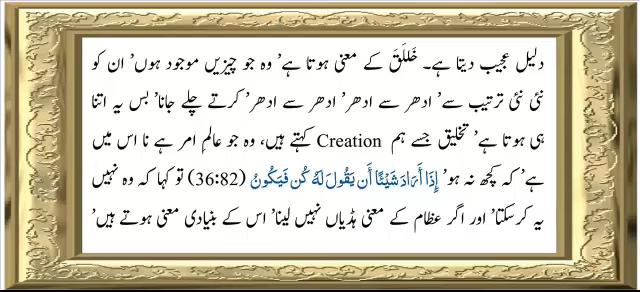 دلیل عجیب دیتا ہے۔ خَلَقَ کے معنی ہوتا ہے’ وہ جو چیزیں موجود ہوں’ ان کو
نئی نئی ترتیب سے’ ادھر سے ادھر’ ادھر سے ادھر’ کرتے چلے جانا’ بس یہ اتنا
ہی ہوتا ہے’ تخلیق جسے ہم Creation کہتے ہیں، وہ جو عالمِ امر ہے نا اس میں
ہے’ کہ کچھ نہ ہو’ إِذَا أَرَادَ شَيْئًا أَن يَقُولَ لَهُ كُن فَيَكُونُ (36:82) تو کہا کہ وہ نہیں
یہ کرسکتا’ اور اگر عظام کے معنی ہڈیاں نہیں لینا’ اس کے بنیادی معنی ہوتے ہیں’